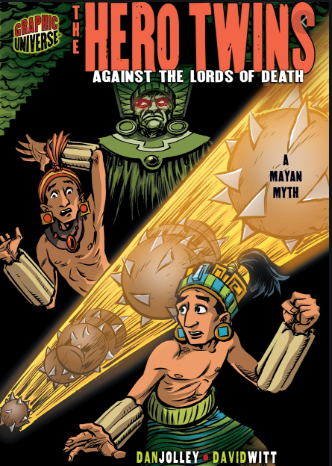 GRAPHIC
UNIVERSE
THE
HERO TWINS
AGAINST THE LORDS OF DEATH
A
MAYAN
MYTH
DAN JOLLEY • DAVID WITT